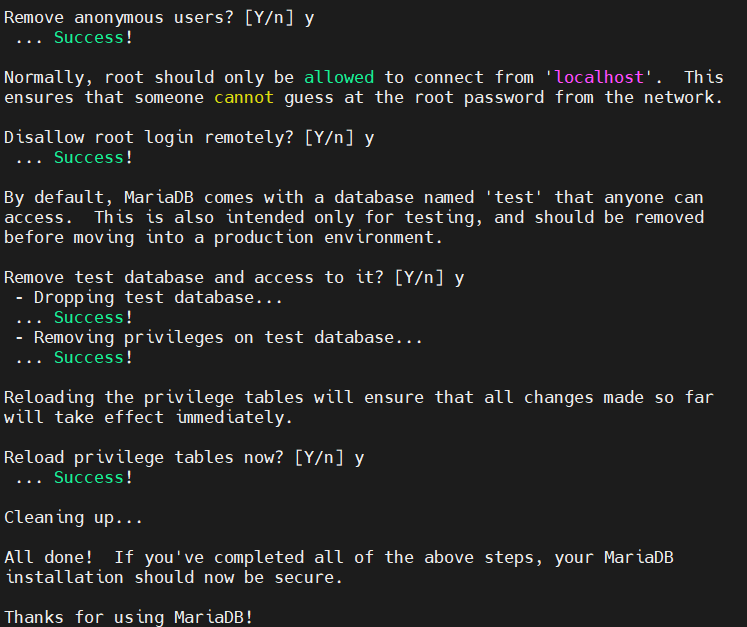 Remove anonymous users? [Y/n] y
 ... Success!
Normally, root should only be allowed to connect from 'localhost'.  This
ensures that someone cannot guess at the root password from the network.
Disallow root login remotely? [Y/n] y
 ... Success!
By default, MariaDB comes with a database named 'test' that anyone can
access.  This is also intended only for testing, and should be removed
before moving into a production environment.
Remove test database and access to it? [Y/n] y
 - Dropping test database...
 ... Success!
 - Removing privileges on test database...
 ... Success!
Reloading the privilege tables will ensure that all changes made so far
will take effect immediately.
Reload privilege tables now? [Y/n] y
 ... Success!
Cleaning up...
All done!  If you've completed all of the above steps, your MariaDB
installation should now be secure.
Thanks for using MariaDB!